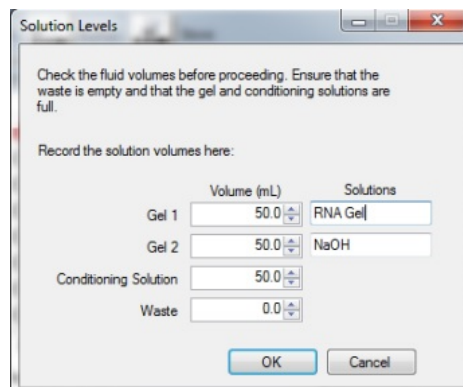 Solution Levels
Check the fluid volumes before proceeding. Ensure that the
waste is empty and that the gel and conditioning solutions are
full.
Record the solution volumes here:
Volume (mL) Solutions
Gel 1 50.0 RNA Gel
Gel 2 50.0 NaOH
Conditioning Solution 50.0
Waste 0.0
OK Cancel